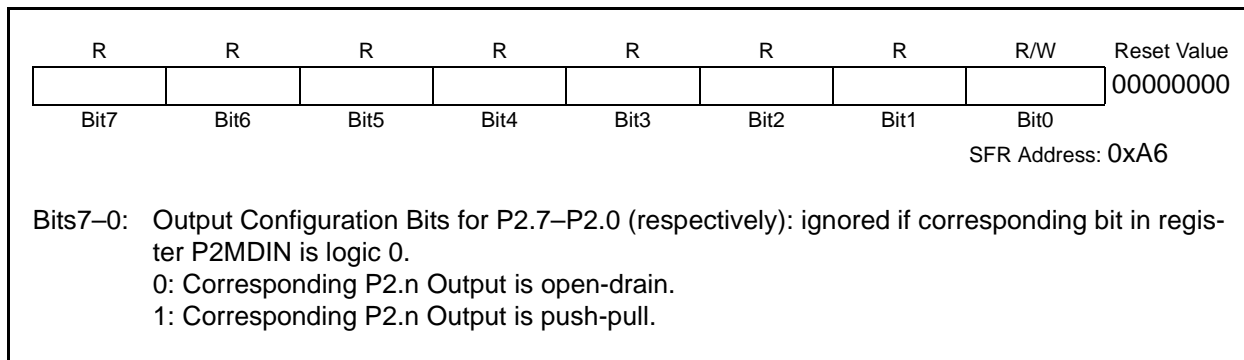 R R R R R R R R/W Reset Value
00000000
Bit7 Bit6 Bit5 Bit4 Bit3 Bit2 Bit1 Bit0
SFR Address: 0xA6
Bits7–0: Output Configuration Bits for P2.7–P2.0 (respectively): ignored if corresponding bit in regis-
ter P2MDIN is logic 0.
0: Corresponding P2.n Output is open-drain.
1: Corresponding P2.n Output is push-pull.